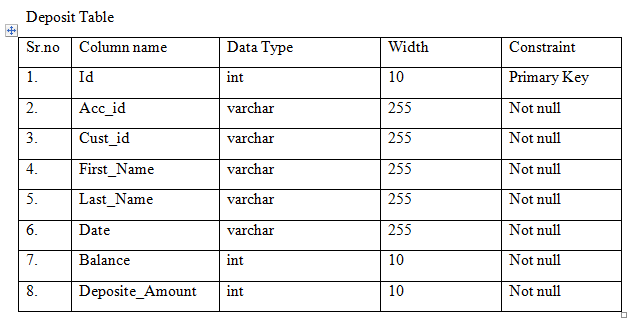 Deposit Table
Sr.no Column name Data Type Width Constraint
1. Id int 10 Primary Key
2. Acc_id varchar 255 Not null
3. Cust_id varchar 255 Not null
4. First_Name varchar 255 Not null
5. Last_Name varchar 255 Not null
6. Date varchar 255 Not null
7. Balance int 10 Not null
8. Deposite_Amount int 10 Not null